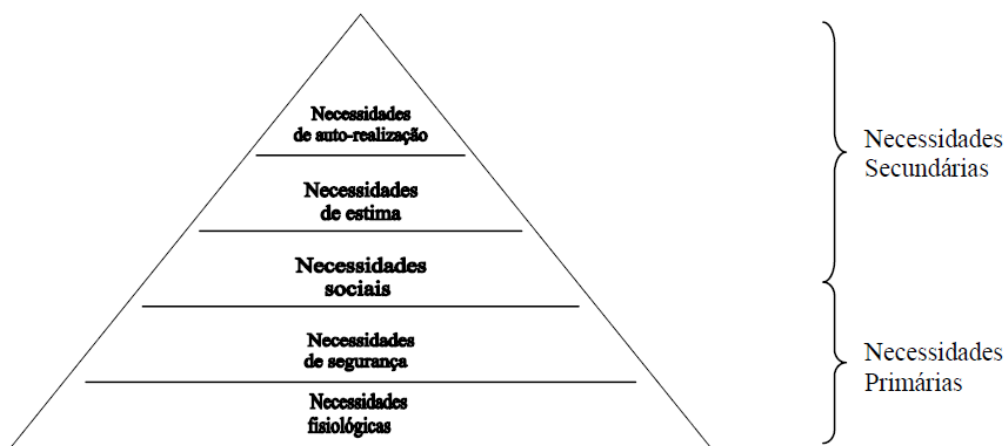 Necessidades
de auto-realização
Necessidades
de estima
Necessidades
sociais
Necessidades
de segurança
Necessidades
fisiológicas
Necessidades
Secundárias
Necessidades
Primárias